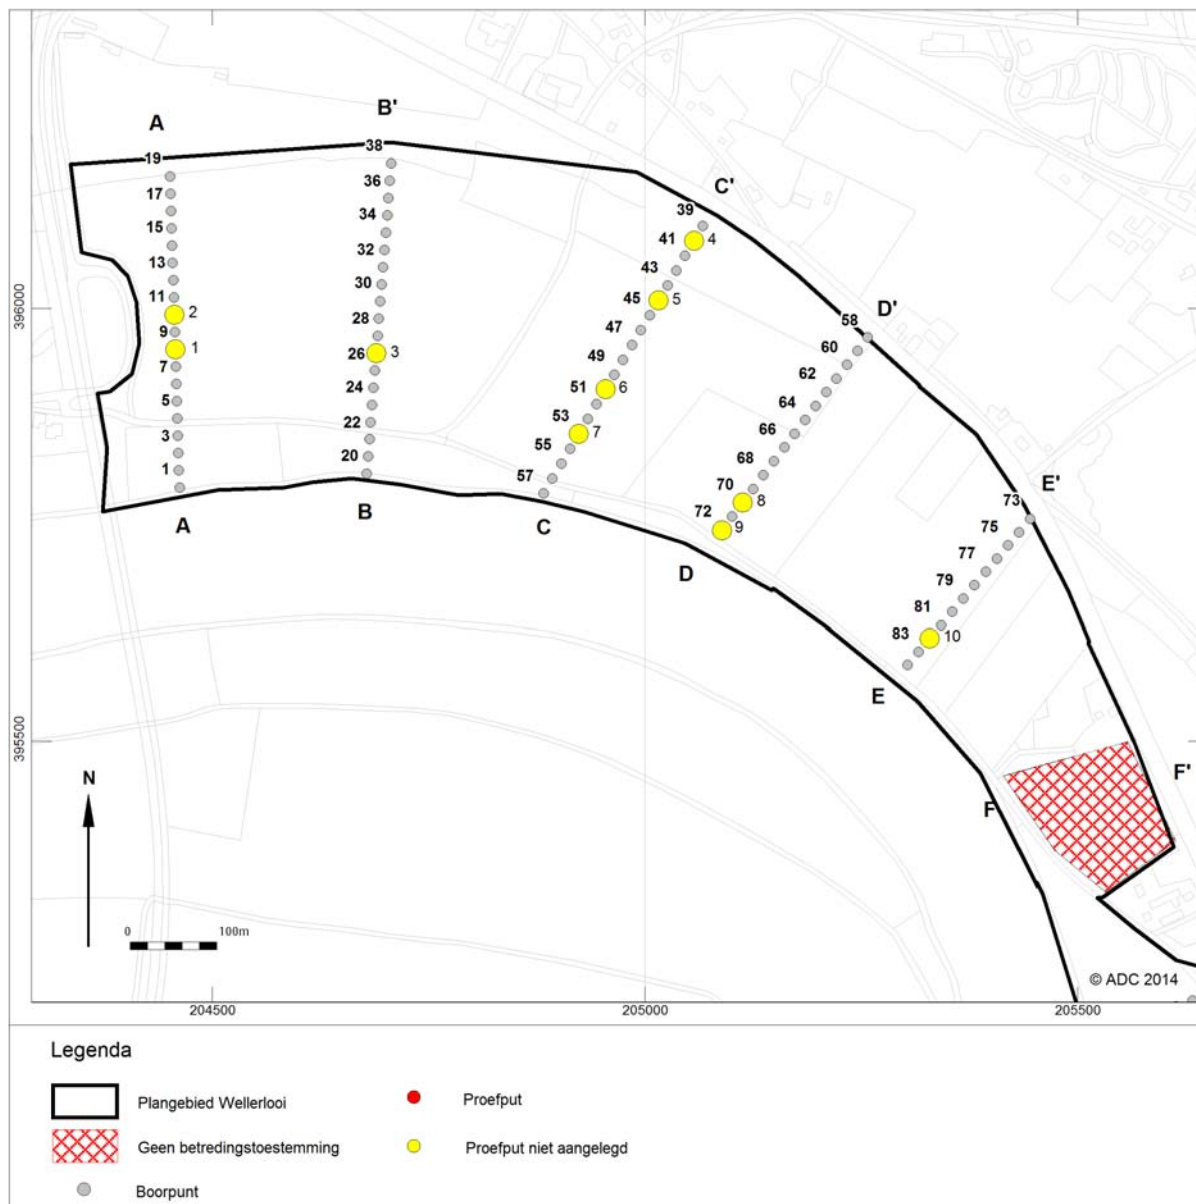 B'
A
38
19
36
17
C'
39
34
15
41 4
32
13
43
30
11
45 5
2
D'
28
58
47
9
60
26 3
1
49
7
62
24
51 6
5
64
22
53 7
66
3
55
20
68
1
57
70 8
E'
73
72 9
A
B
C
75
77
D
79
81
83 10
E
F'
F
N
0 100m
396000
395500
© ADC 2014
204500 205000 205500
Legenda
Plangebied Wellerlooi
Proefput
Geen betredingstoestemming
Proefput niet aangelegd
Boorpunt